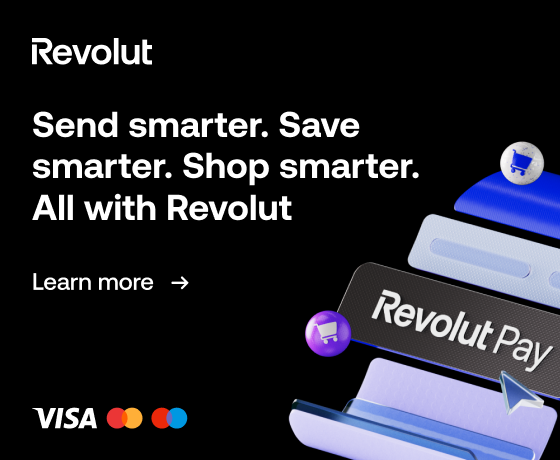 Revolut
Send smarter. Save
smarter. Shop smarter.
All with Revolut
Learn more →
Revolut Pay
VISA